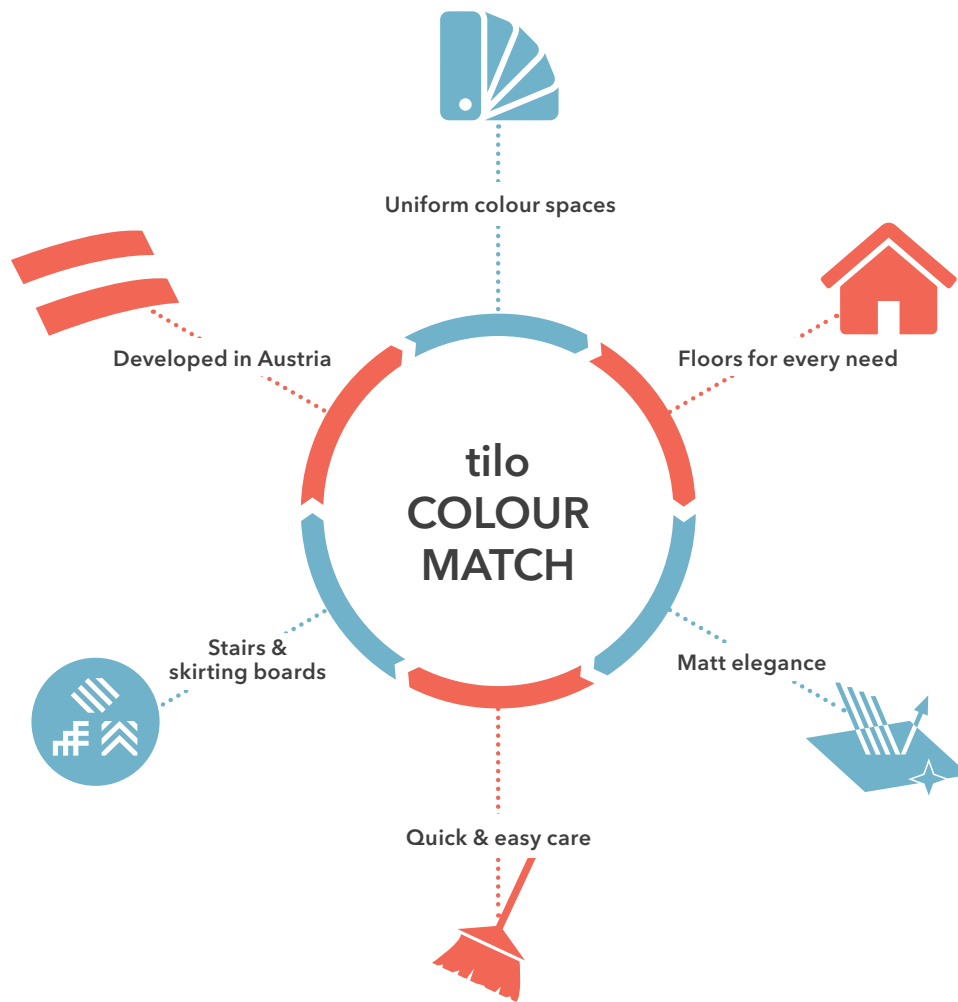 Uniform colour spaces
Developed in Austria
Floors for every need
tilo
COLOUR
MATCH
Stairs &
skirting boards
Matt elegance
Quick & easy care